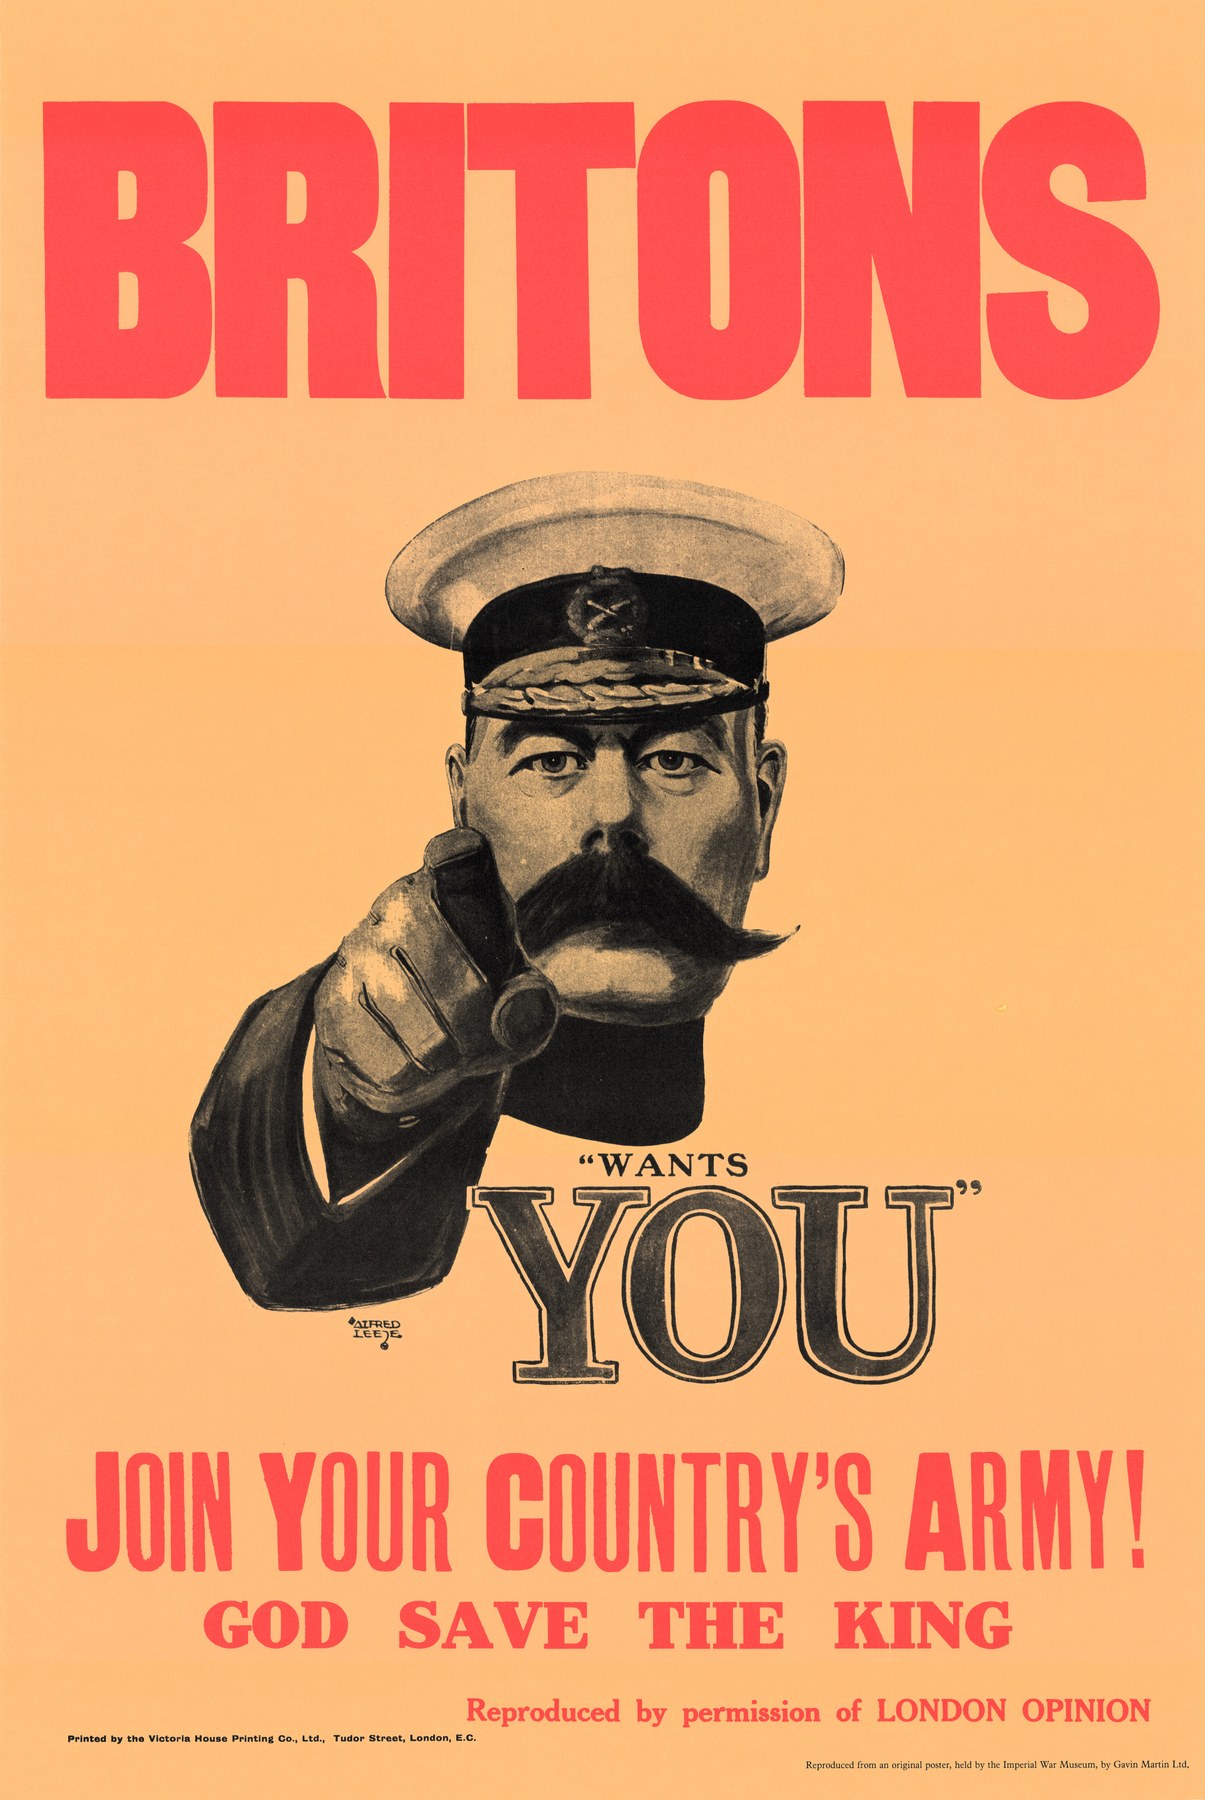 BRITONS
“WANTS
YOU”
ALFRED
LEETE
JOIN YOUR COUNTRY'S ARMY!
GOD SAVE THE KING
Reproduced by permission of LONDON OPINION
Printed by the Victoria House Printing Co., Ltd., Tudor Street, London, E.C.
Reproduced from an original poster, held by the Imperial War Museum, by Gavin Martin Ltd.